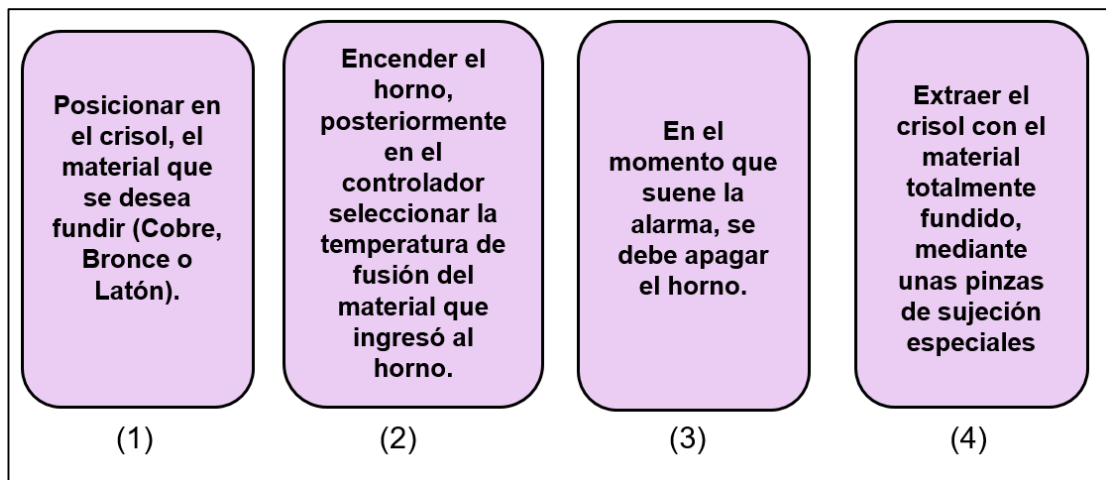 Posicionar en
el crisol, el
material que
se desea
fundir (Cobre,
Bronce o
Latón).
(1)
Encender el
horno,
posteriormente
en el
controlador
seleccionar la
temperatura de
fusión del
material que
ingresó al
horno.
(2)
En el
momento que
suene la
alarma, se
debe apagar
el horno.
(3)
Extraer el
crisol con el
material
totalmente
fundido,
mediante
unas pinzas
de sujeción
especiales
(4)